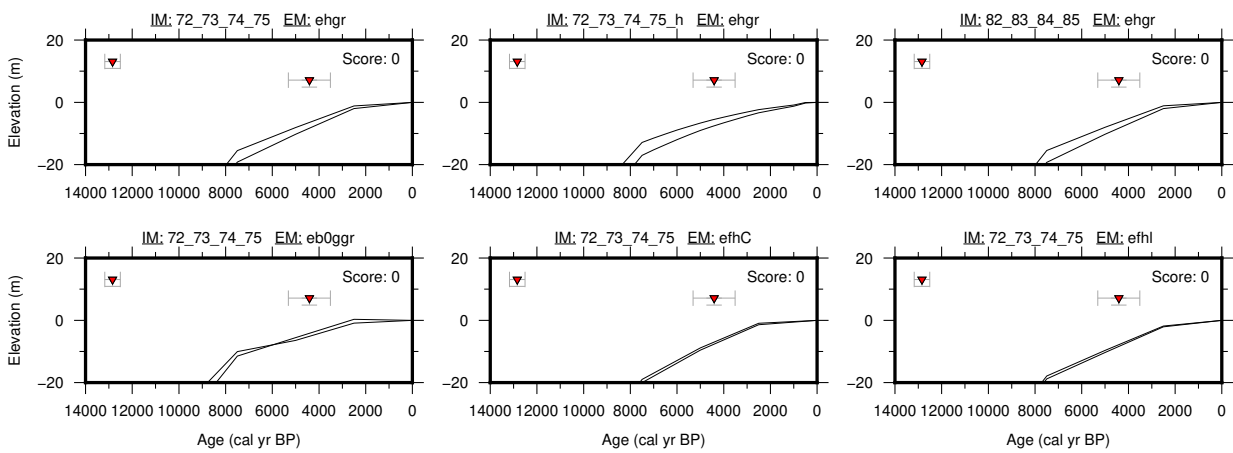 IM: 72_73_74_75 EM: ehgr
IM: 72_73_74_75_h EM: ehgr
IM: 82_83_84_85 EM: ehgr
Elevation (m)
20
0
−20
Score: 0
Score: 0
20
0
−20
Score: 0
20
0
−20
14000 12000 10000 8000 6000 4000 2000 0
14000 12000 10000 8000 6000 4000 2000 0
14000 12000 10000 8000 6000 4000 2000 0
IM: 72_73_74_75 EM: eb0ggr
IM: 72_73_74_75 EM: efhC
IM: 72_73_74_75 EM: efhl
Elevation (m)
20
0
−20
Score: 0
20
0
−20
Score: 0
20
0
−20
Score: 0
14000 12000 10000 8000 6000 4000 2000 0
14000 12000 10000 8000 6000 4000 2000 0
14000 12000 10000 8000 6000 4000 2000 0
Age (cal yr BP)
Age (cal yr BP)
Age (cal yr BP)